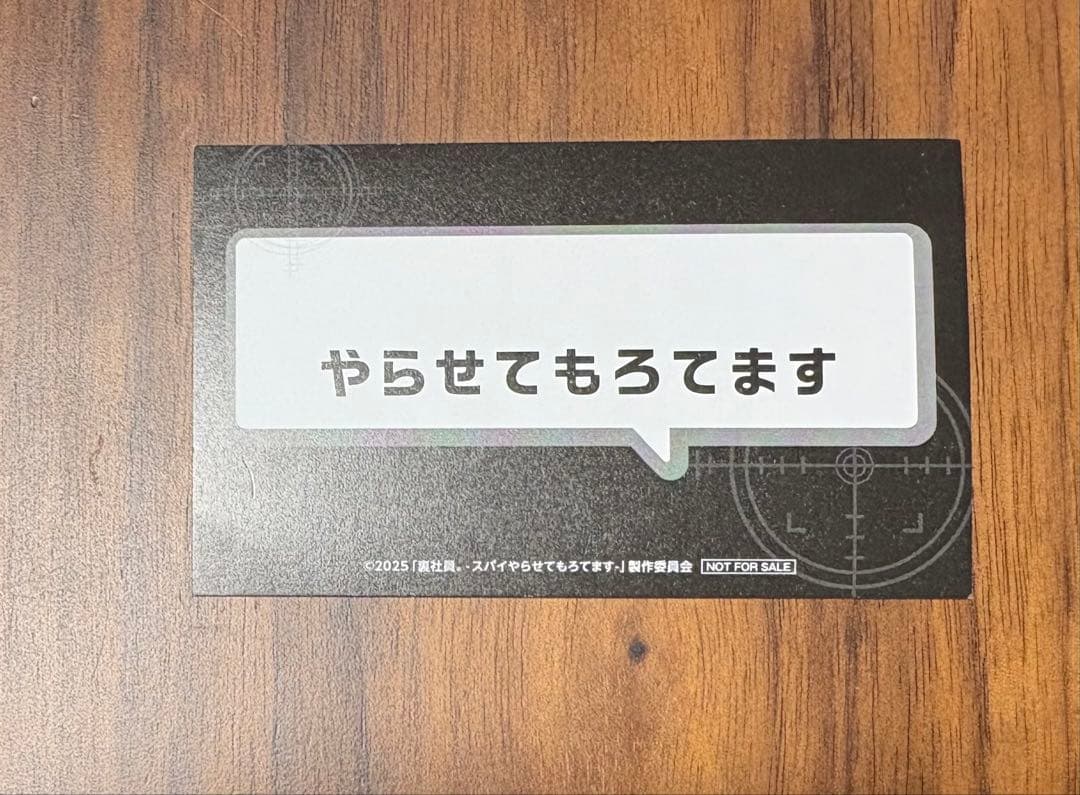 やらせてもろてます
©2025「裏社員。-スパイやらせてもろてます-」製作委員会 NOT FOR SALE